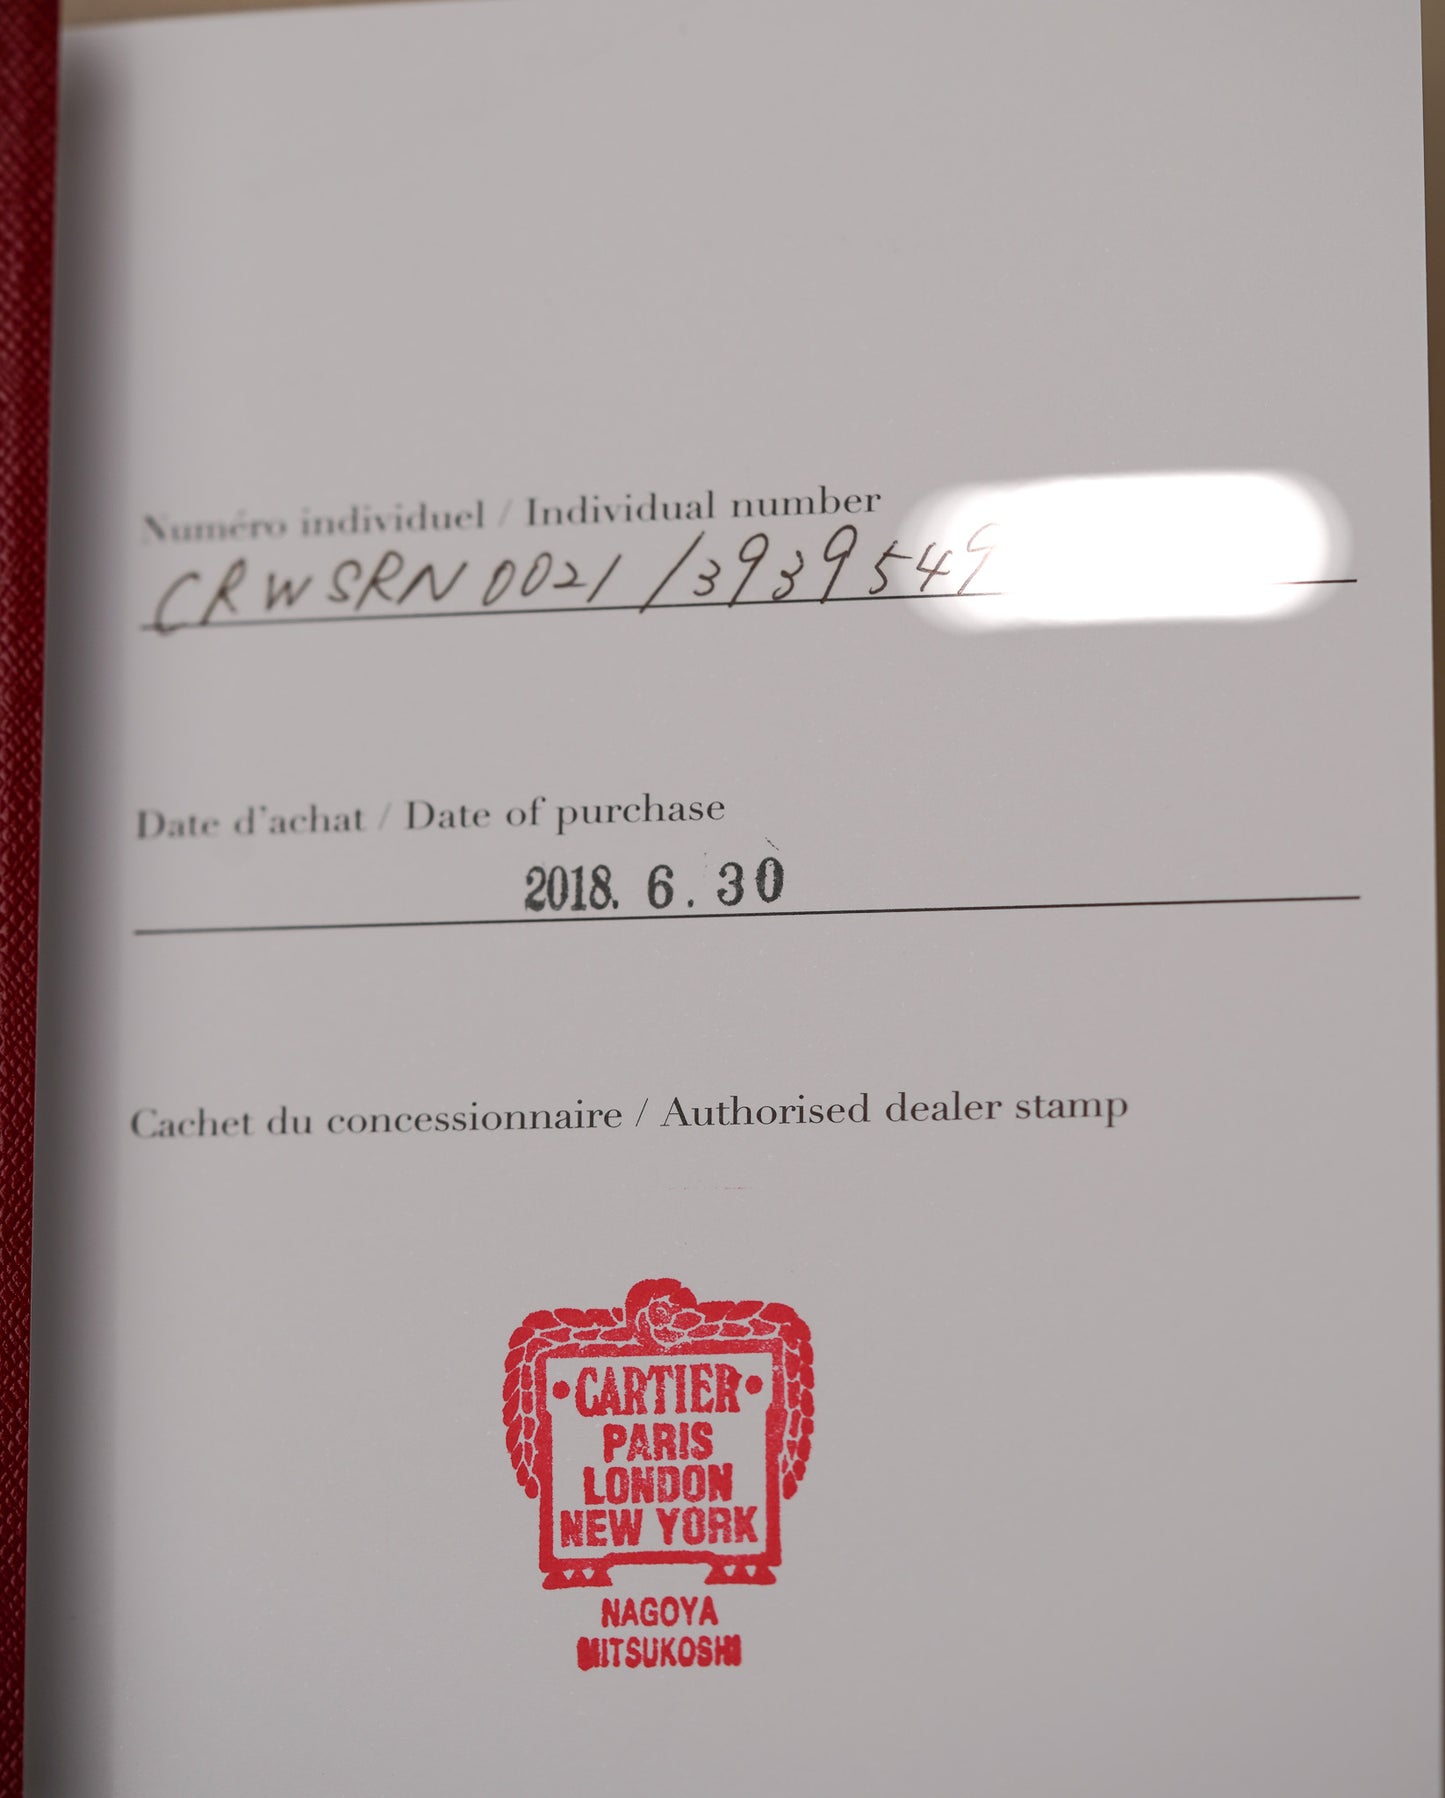 Numéro individuel / Individual number
CRWSRN0021 / 3939549
Date d'achat / Date of purchase
2018. 6. 30
Cachet du concessionnaire / Authorised dealer stamp
•CARTIER•
PARIS
LONDON
NEW YORK
NAGOYA
MITSUKOSHI